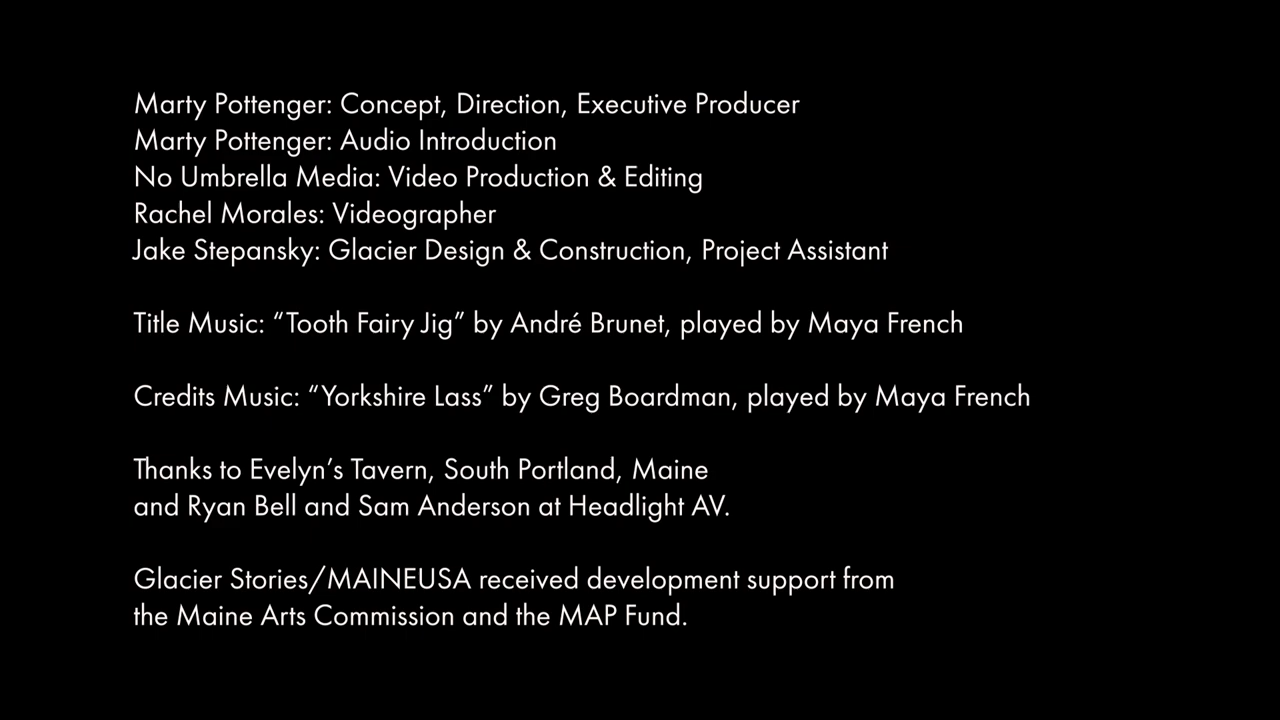 Marty Pottenger: Concept, Direction, Executive Producer
Marty Pottenger: Audio Introduction
No Umbrella Media: Video Production & Editing
Rachel Morales: Videographer
Jake Stepansky: Glacier Design & Construction, Project Assistant
Title Music: “Tooth Fairy Jig” by André Brunet, played by Maya French
Credits Music: “Yorkshire Lass” by Greg Boardman, played by Maya French
Thanks to Evelyn’s Tavern, South Portland, Maine
and Ryan Bell and Sam Anderson at Headlight AV.
Glacier Stories/MAINEUSA received development support from
the Maine Arts Commission and the MAP Fund.